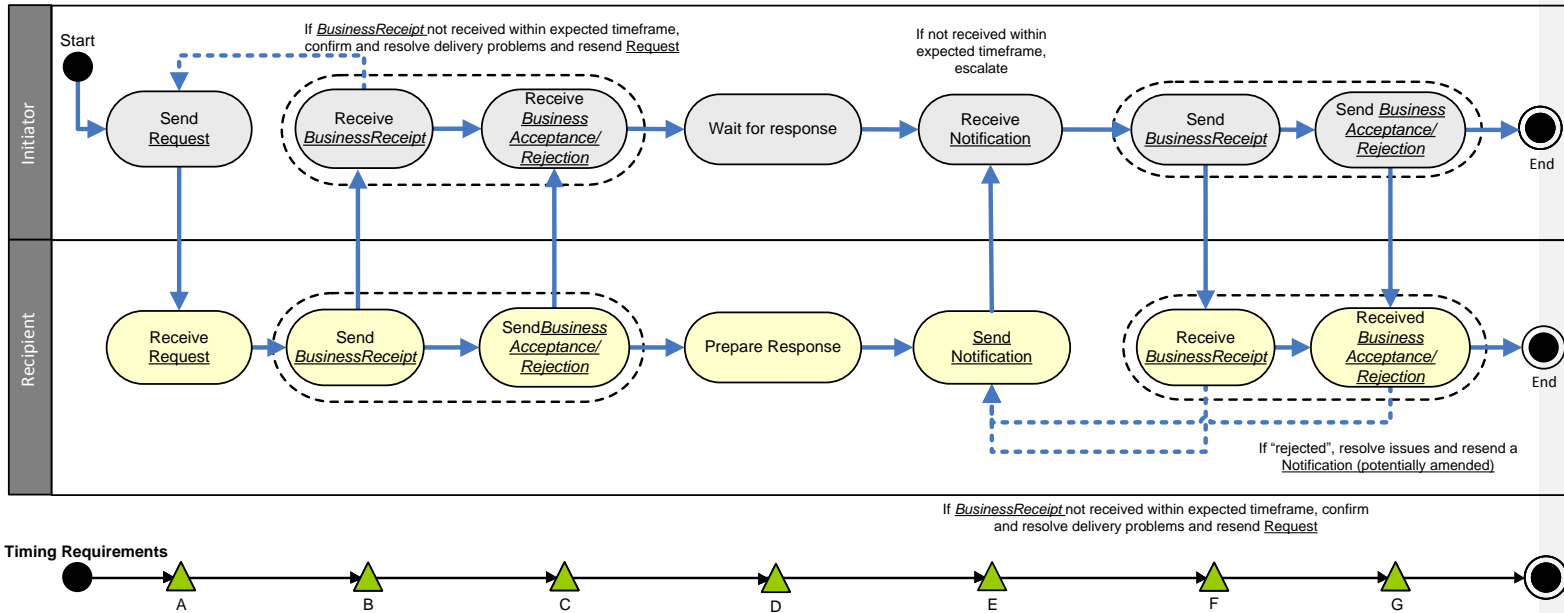 Initiator
Start
If BusinessReceipt not received within expected timeframe,
confirm and resolve delivery problems and resend Request
If not received within
expected timeframe,
escalate
Send
Request
Receive
BusinessReceipt
Receive
Business
Acceptance/
Rejection
Wait for response
Receive
Notification
Send
BusinessReceipt
Send Business
Acceptance/
Rejection
End
Recipient
Receive
Request
Send
BusinessReceipt
SendBusiness
Acceptance/
Rejection
Prepare Response
Send
Notification
Receive
BusinessReceipt
Received
Business
Acceptance/
Rejection
End
If “rejected”, resolve issues and resend a
Notification (potentially amended)
If BusinessReceipt not received within expected timeframe, confirm
and resolve delivery problems and resend Request
Timing Requirements
A
B
C
D
E
F
G